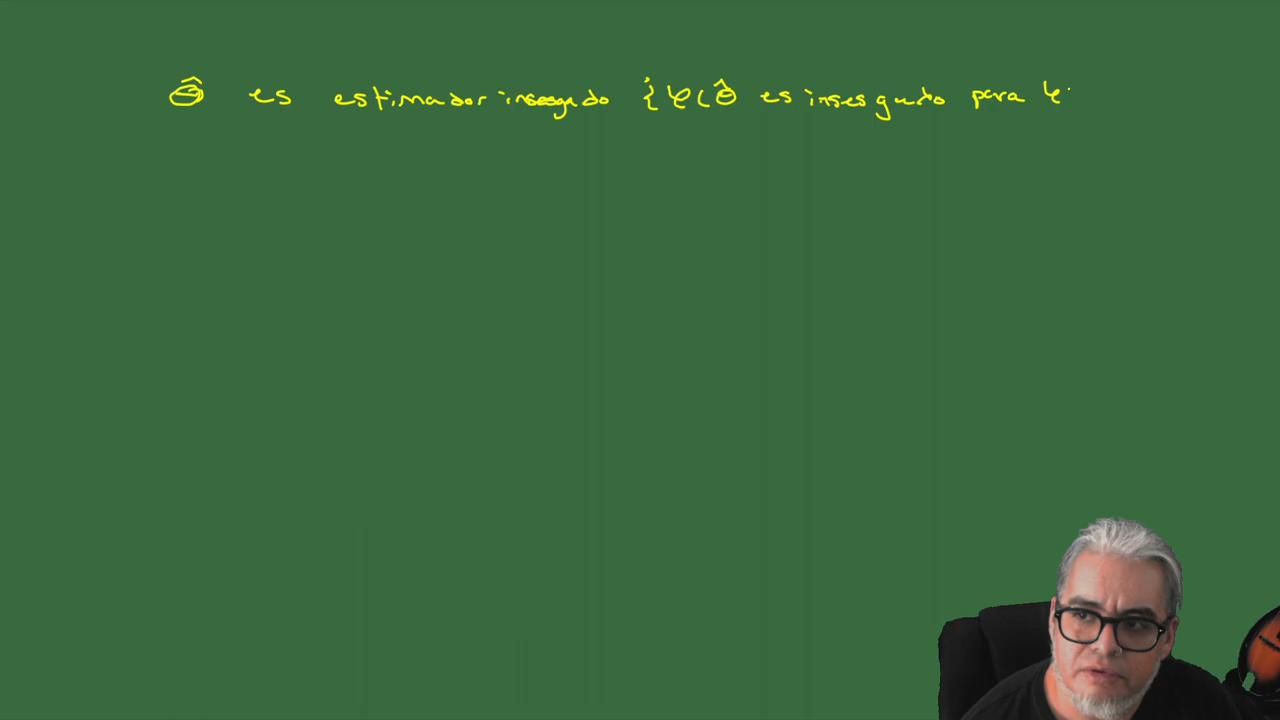 θ̂ es estimador insesgado ¿φ(θ̂ es insesgado para φ